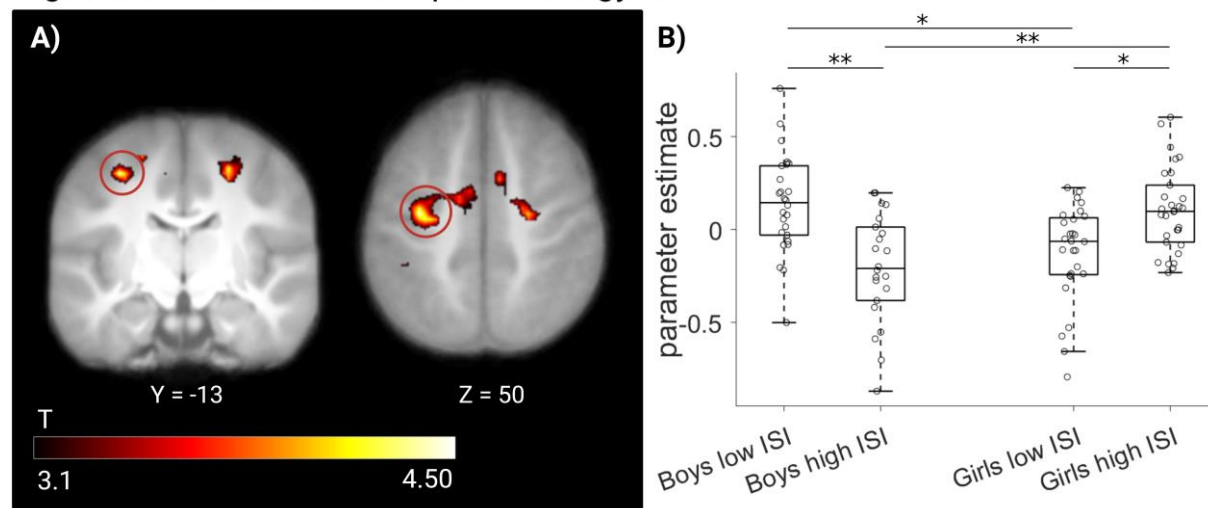 A)
Y = -13
Z = 50
T
3.1
4.50
B)
*
**
**
*
parameter estimate
0.5
0
-0.5
Boys low ISI
Boys high ISI
Girls low ISI
Girls high ISI